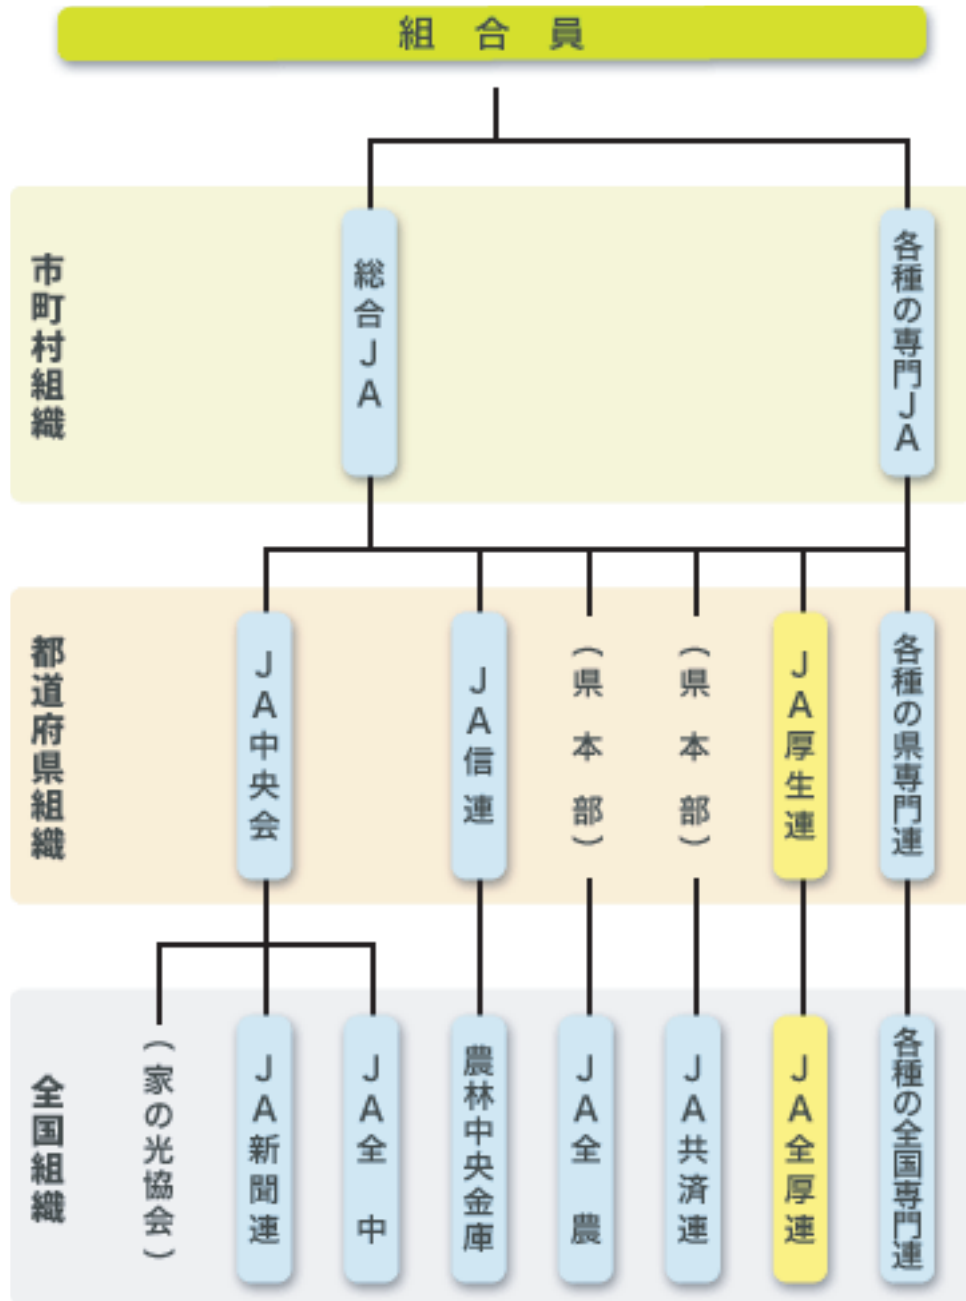 組合員
市町村組織
総合JA
各種の専門JA
都道府県組織
JA中央会
JA信連
（県本部）
（県本部）
JA厚生連
各種の県専門連
全国組織
（家の光協会）
JA新聞連
JA全中
農林中央金庫
JA全農
JA共済連
JA全厚連
各種の全国専門連